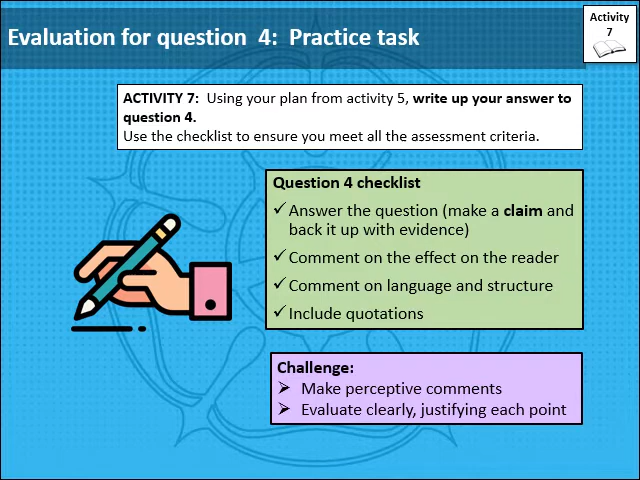 Evaluation for question  4:  Practice task
Activity
7
ACTIVITY 7:  Using your plan from activity 5, write up your answer to
question 4.
Use the checklist to ensure you meet all the assessment criteria.
Question 4 checklist
✓ Answer the question (make a claim and
back it up with evidence)
✓ Comment on the effect on the reader
✓ Comment on language and structure
✓ Include quotations
Challenge:
➢ Make perceptive comments
➢ Evaluate clearly, justifying each point